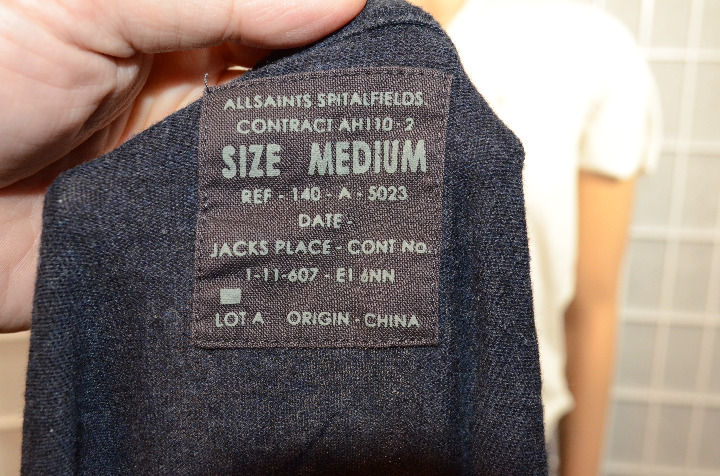 ALLSAINTS SPITALFIELDS.
CONTRACT AH110-2
SIZE MEDIUM
REF - 140 - A - 5023
DATE -
JACKS PLACE - CONT No.
1-11-607 - E1 6NN
LOT A ORIGIN - CHINA